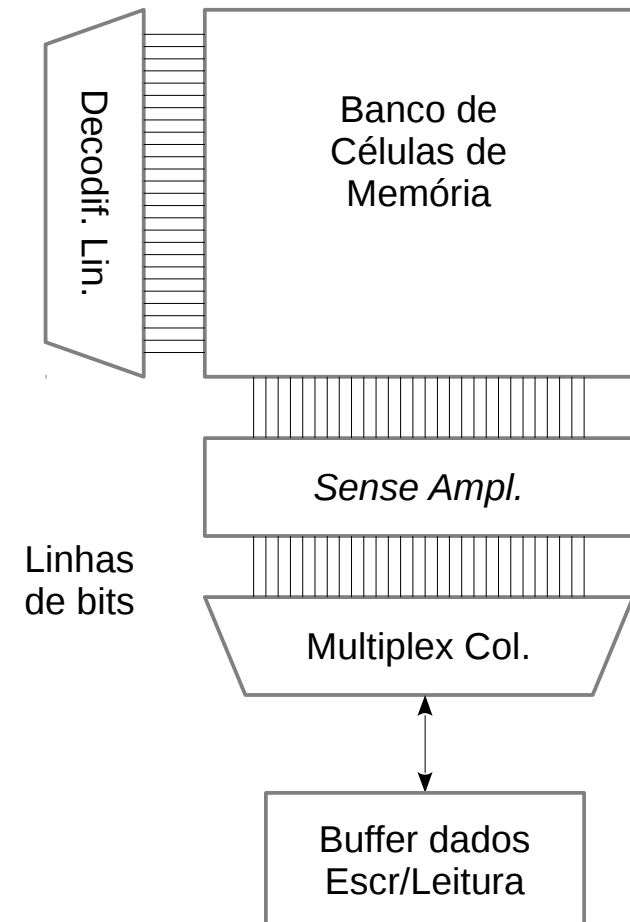 Decodif. Lin.
Banco de
Células de
Memória
Sense Ampl.
Linhas
de bits
Multiplex Col.
Buffer dados
Escr/Leitura